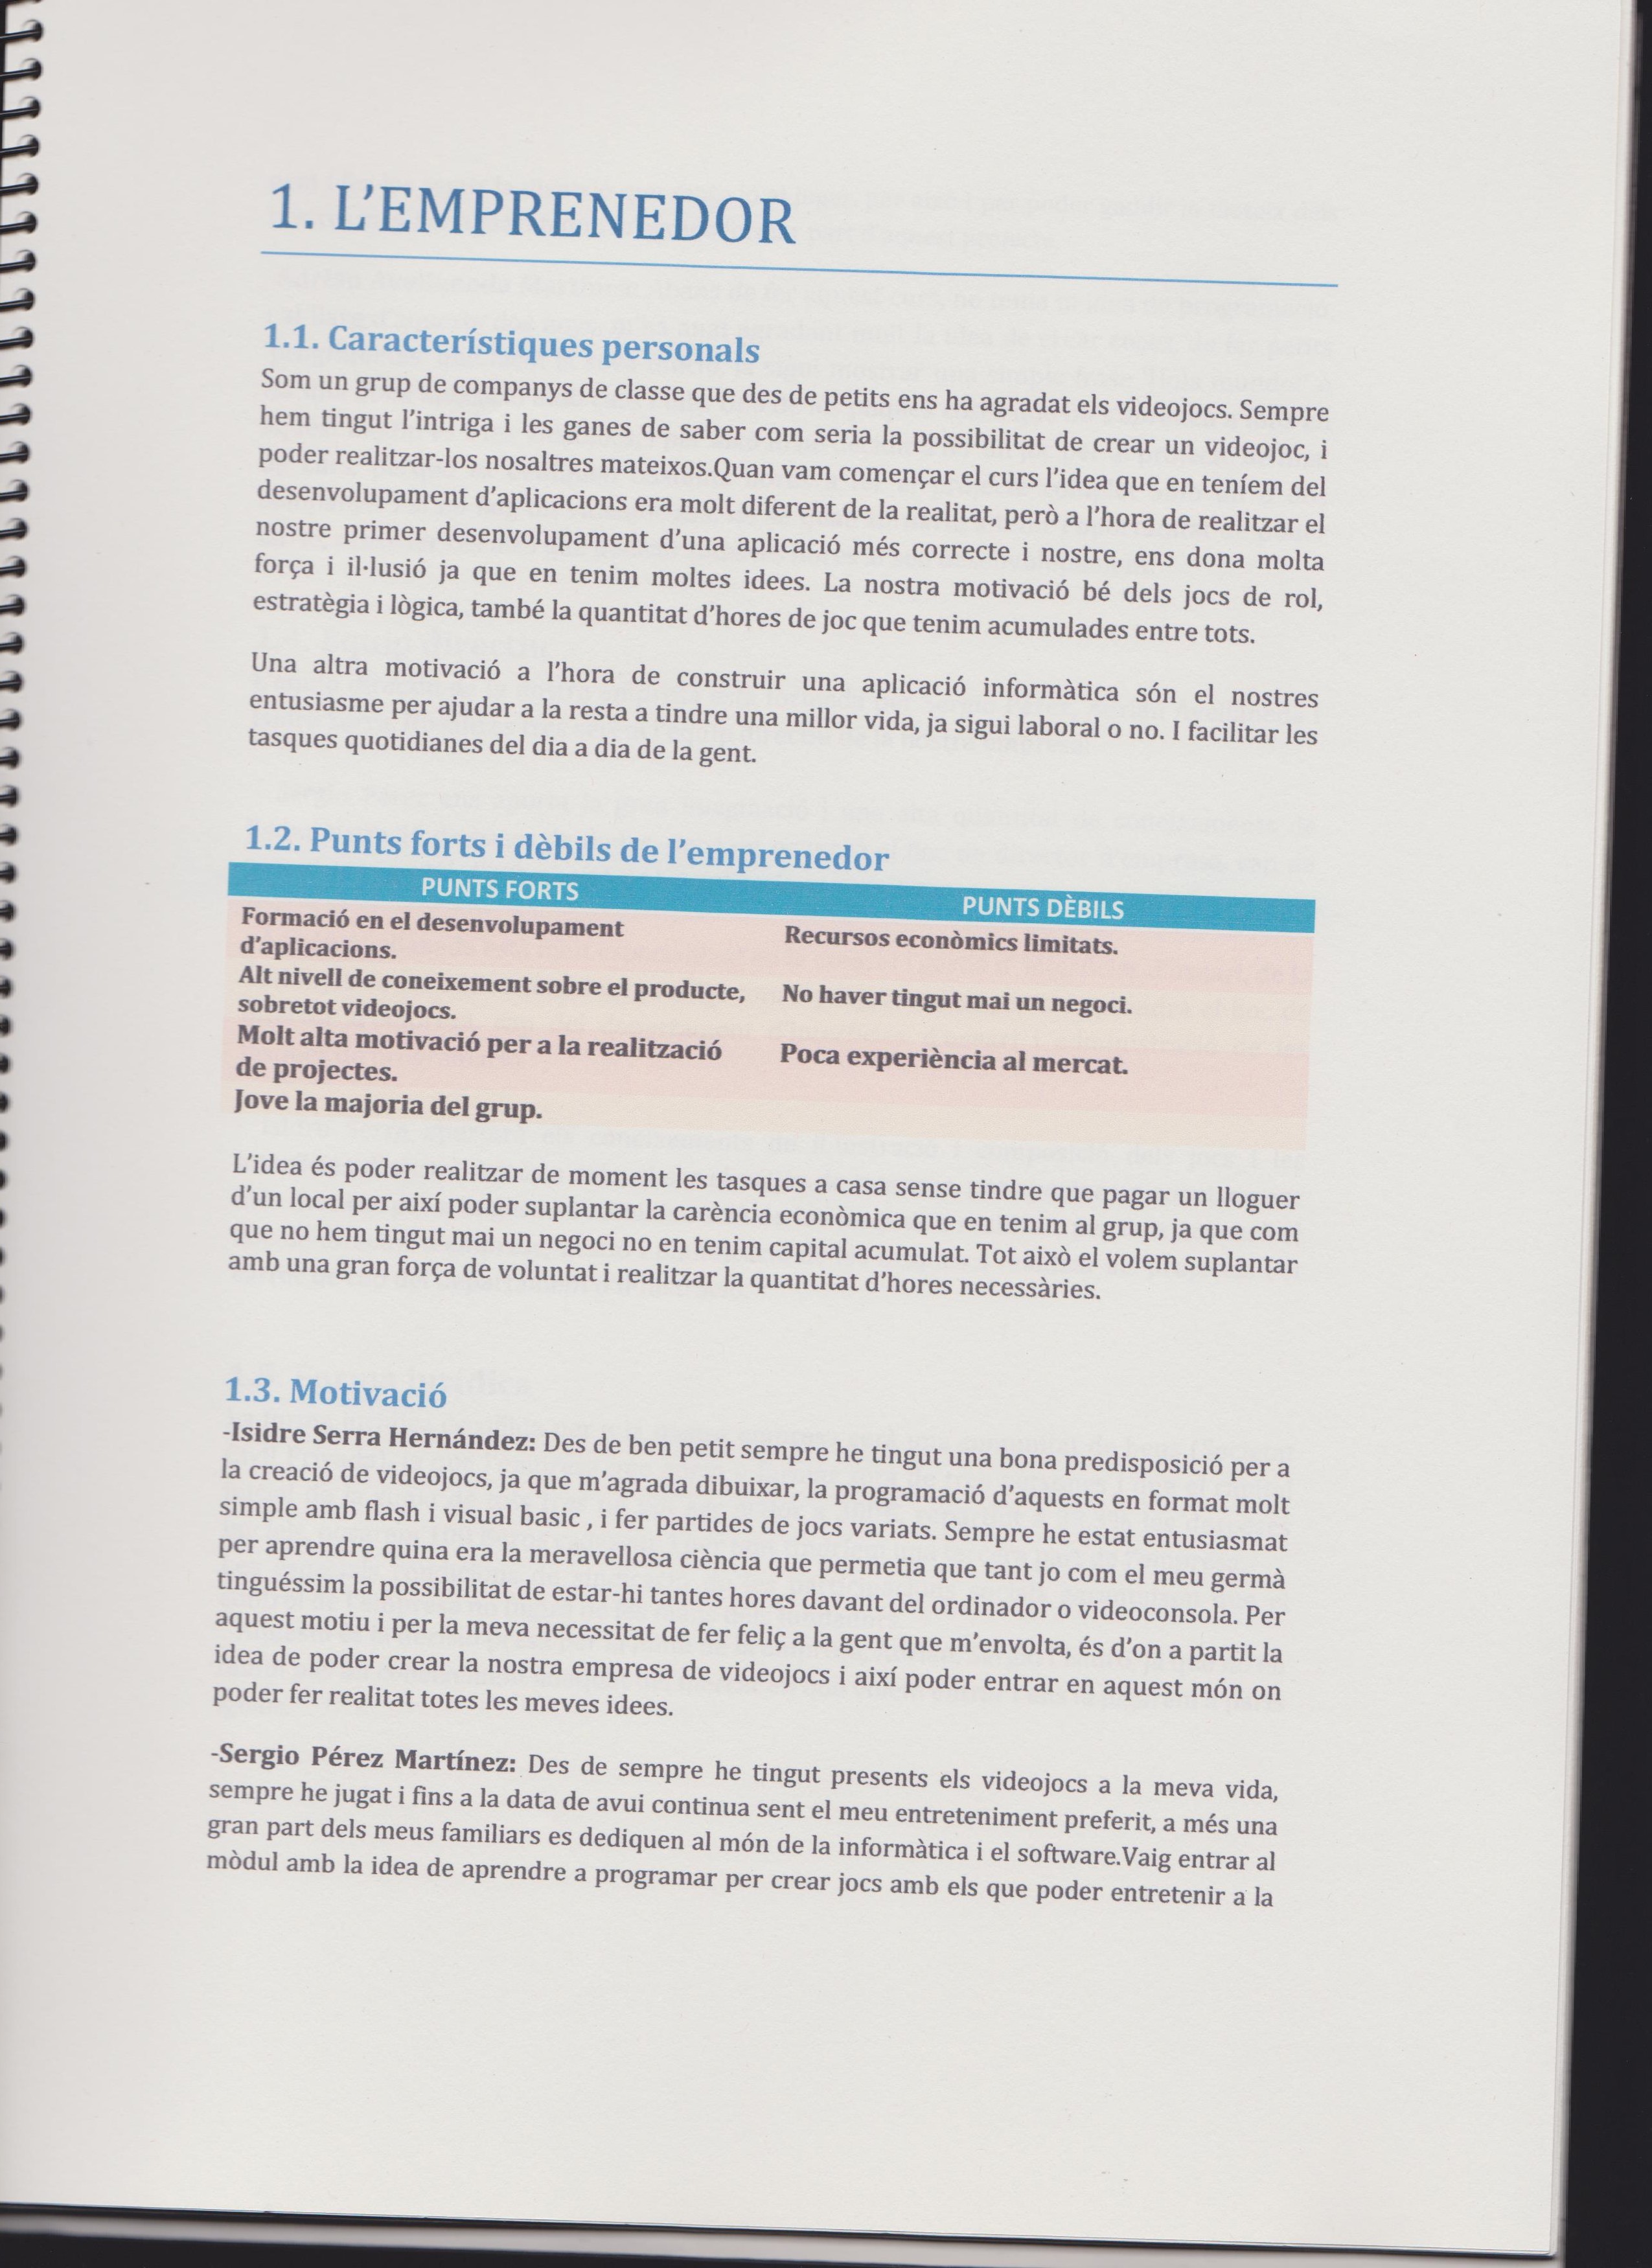 1. L'EMPRENEDOR
1.1. Característiques personals
Som un grup de companys de classe que des de petits ens ha agradat els videojocs. Sempre
hem tingut l'intriga i les ganes de saber com seria la possibilitat de crear un videojoc, i
poder realitzar-los nosaltres mateixos.Quan vam començar el curs l'idea que en teníem del
desenvolupament d'aplicacions era molt diferent de la realitat, però a l'hora de realitzar el
nostre primer desenvolupament d'una aplicació més correcte i nostre, ens dona molta
força i il·lusió ja que en tenim moltes idees. La nostra motivació bé dels jocs de rol,
estratègia i lògica, també la quantitat d'hores de joc que tenim acumulades entre tots.
Una altra motivació a l'hora de construir una aplicació informàtica són el nostres
entusiasme per ajudar a la resta a tindre una millor vida, ja sigui laboral o no. I facilitar les
tasques quotidianes del dia a dia de la gent.
1.2. Punts forts i dèbils de l'emprenedor
PUNTS FORTS PUNTS DÈBILS
Formació en el desenvolupament
d'aplicacions.
Recursos econòmics limitats.
Alt nivell de coneixement sobre el producte,
sobretot videojocs.
No haver tingut mai un negoci.
Molt alta motivació per a la realització
de projectes.
Poca experiència al mercat.
Jove la majoria del grup.
L'idea és poder realitzar de moment les tasques a casa sense tindre que pagar un lloguer
d'un local per així poder suplantar la carència econòmica que en tenim al grup, ja que com
que no hem tingut mai un negoci no en tenim capital acumulat. Tot això el volem suplantar
amb una gran força de voluntat i realitzar la quantitat d'hores necessàries.
1.3. Motivació
-Isidre Serra Hernández: Des de ben petit sempre he tingut una bona predisposició per a
la creació de videojocs, ja que m'agrada dibuixar, la programació d'aquests en format molt
simple amb flash i visual basic , i fer partides de jocs variats. Sempre he estat entusiasmat
per aprendre quina era la meravellosa ciència que permetia que tant jo com el meu germà
tinguéssim la possibilitat de estar-hi tantes hores davant del ordinador o videoconsola. Per
aquest motiu i per la meva necessitat de fer feliç a la gent que m'envolta, és d'on a partit la
idea de poder crear la nostra empresa de videojocs i així poder entrar en aquest món on
poder fer realitat totes les meves idees.
-Sergio Pérez Martínez: Des de sempre he tingut presents els videojocs a la meva vida,
sempre he jugat i fins a la data de avui continua sent el meu entreteniment preferit, a més una
gran part dels meus familiars es dediquen al món de la informàtica i el software.Vaig entrar al
mòdul amb la idea de aprendre a programar per crear jocs amb els que poder entretenir a la